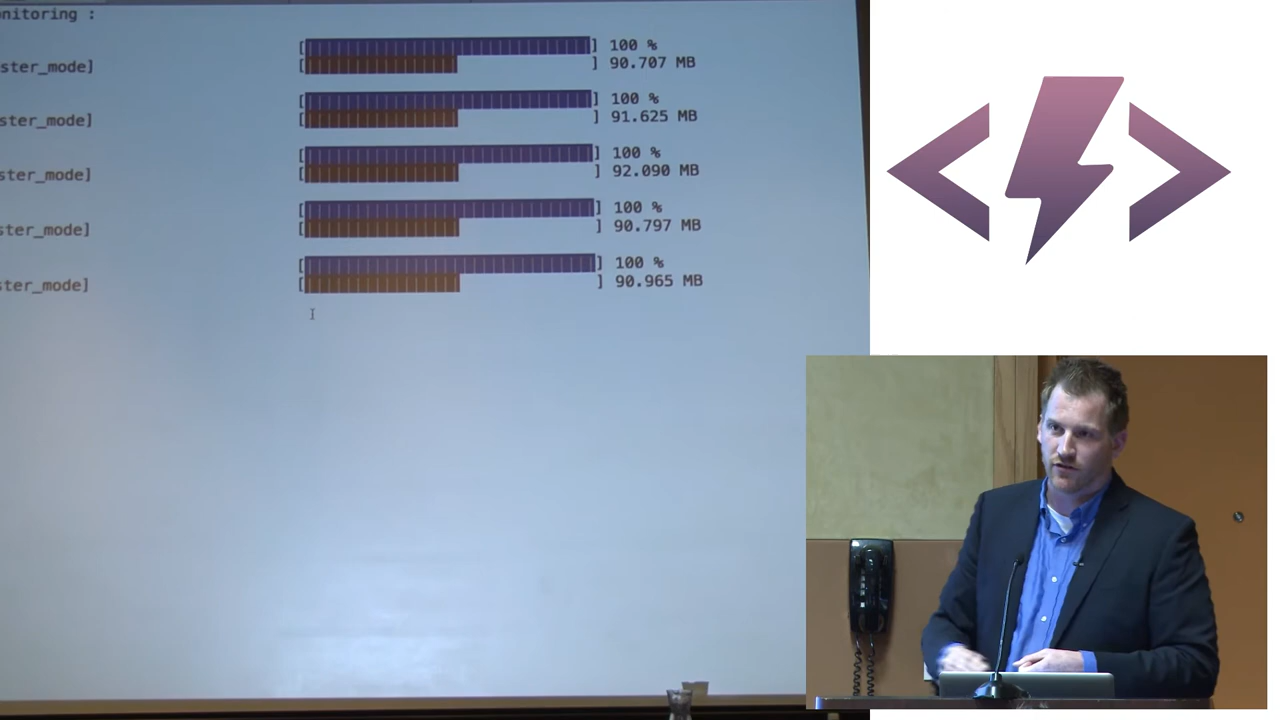 onitoring :
[ ] 100 %
ster_mode] [ ] 90.707 MB
[ ] 100 %
ster_mode] [ ] 91.625 MB
[ ] 100 %
ster_mode] [ ] 92.090 MB
[ ] 100 %
ster_mode] [ ] 90.797 MB
[ ] 100 %
ster_mode] [ ] 90.965 MB